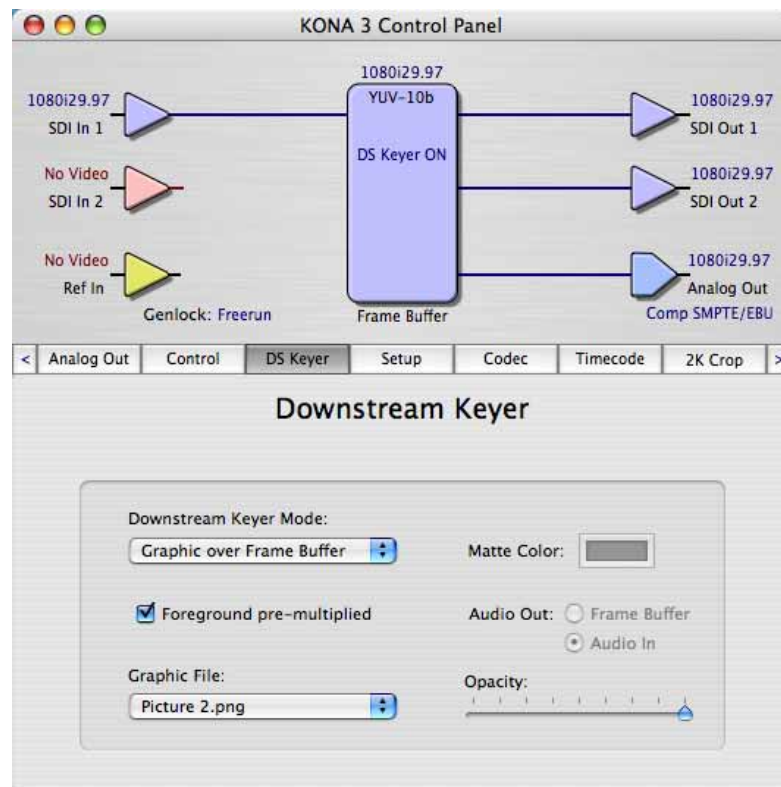 KONA 3 Control Panel
1080i29.97
1080i29.97
YUV-10b
1080i29.97
SDI In 1
SDI Out 1
DS Keyer ON
No Video
SDI In 2
1080i29.97
SDI Out 2
No Video
Ref In
1080i29.97
Analog Out
Genlock: Freerun
Frame Buffer
Comp SMPTE/EBU
< Analog Out Control DS Keyer Setup Codec Timecode 2K Crop >
Downstream Keyer
Downstream Keyer Mode:
Graphic over Frame Buffer
Matte Color:
Foreground pre-multiplied
Audio Out: Frame Buffer
Audio In
Graphic File:
Opacity:
Picture 2.png